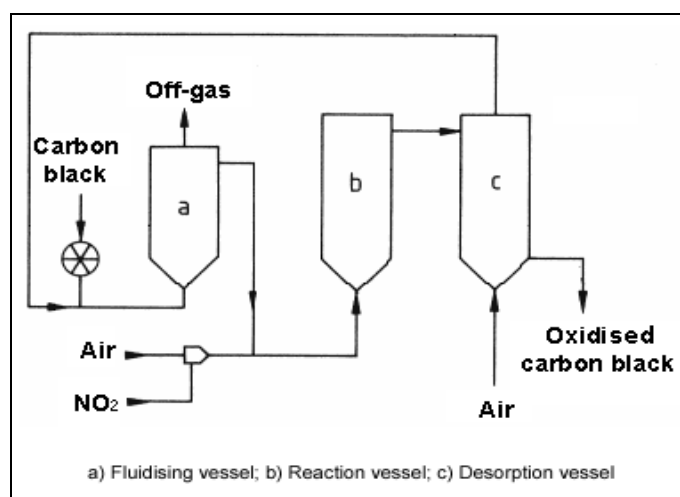 Off-gas
Carbon
black
a
b
c
Air
NO₂
Air
Oxidised
carbon black
a) Fluidising vessel; b) Reaction vessel; c) Desorption vessel